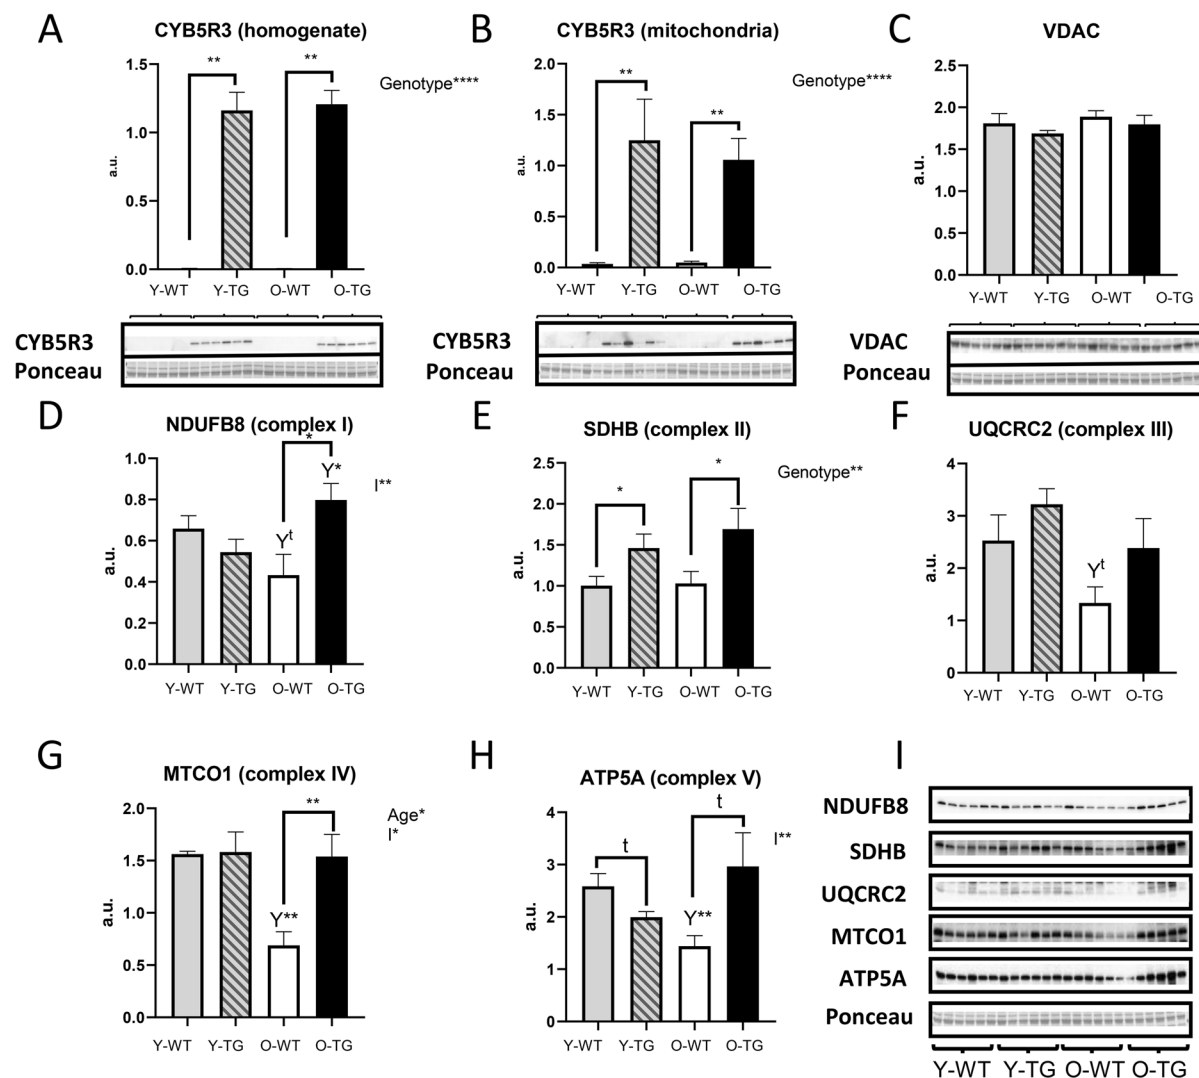 A
CYB5R3 (homogenate)
1.5
1.0
0.5
0.0
a.u.
**
**
Genotype****
Y-WT
Y-TG
O-WT
O-TG
CYB5R3
Ponceau
B
CYB5R3 (mitochondria)
2.0
1.5
1.0
0.5
0.0
a.u.
**
**
Genotype****
Y-WT
Y-TG
O-WT
O-TG
CYB5R3
Ponceau
C
VDAC
2.5
2.0
1.5
1.0
0.5
0.0
a.u.
Y-WT
Y-TG
O-WT
O-TG
VDAC
Ponceau
D
NDUFB8 (complex I)
1.0
0.8
0.6
0.4
0.2
0.0
a.u.
*
Y*
Yt
I**
Y-WT
Y-TG
O-WT
O-TG
E
SDHB (complex II)
2.5
2.0
1.5
1.0
0.5
0.0
a.u.
*
*
Genotype**
Y-WT
Y-TG
O-WT
O-TG
F
UQCRC2 (complex III)
4
3
2
1
0
a.u.
Yt
Y-WT
Y-TG
O-WT
O-TG
G
MTCO1 (complex IV)
2.0
1.5
1.0
0.5
0.0
a.u.
**
Y**
Age*
I*
Y-WT
Y-TG
O-WT
O-TG
H
ATP5A (complex V)
4
3
2
1
0
a.u.
t
t
Y**
I**
Y-WT
Y-TG
O-WT
O-TG
I
NDUFB8
SDHB
UQCRC2
MTCO1
ATP5A
Ponceau
Y-WT
Y-TG
O-WT
O-TG